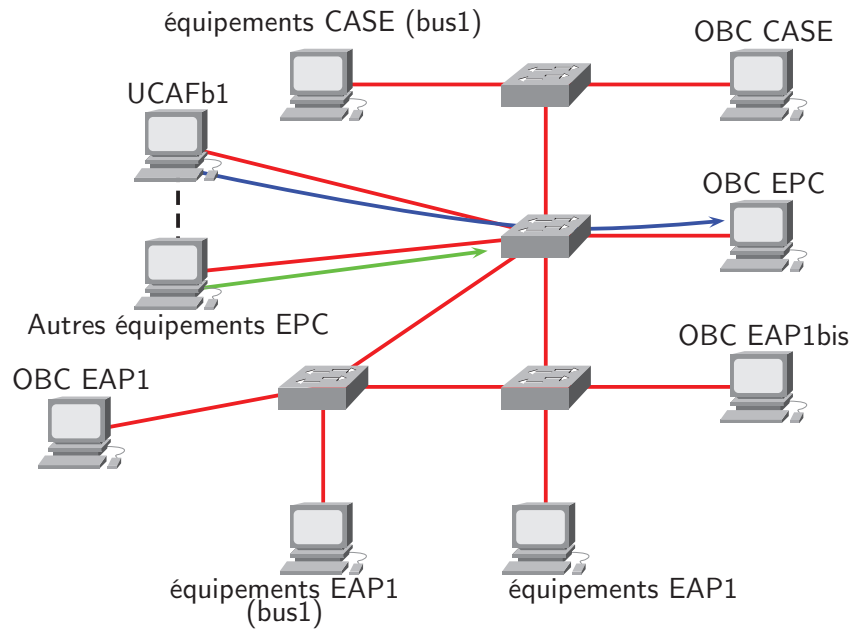 équipements CASE (bus1)
OBC CASE
UCAFb1
OBC EPC
Autres équipements EPC
OBC EAP1bis
OBC EAP1
équipements EAP1
(bus1)
équipements EAP1